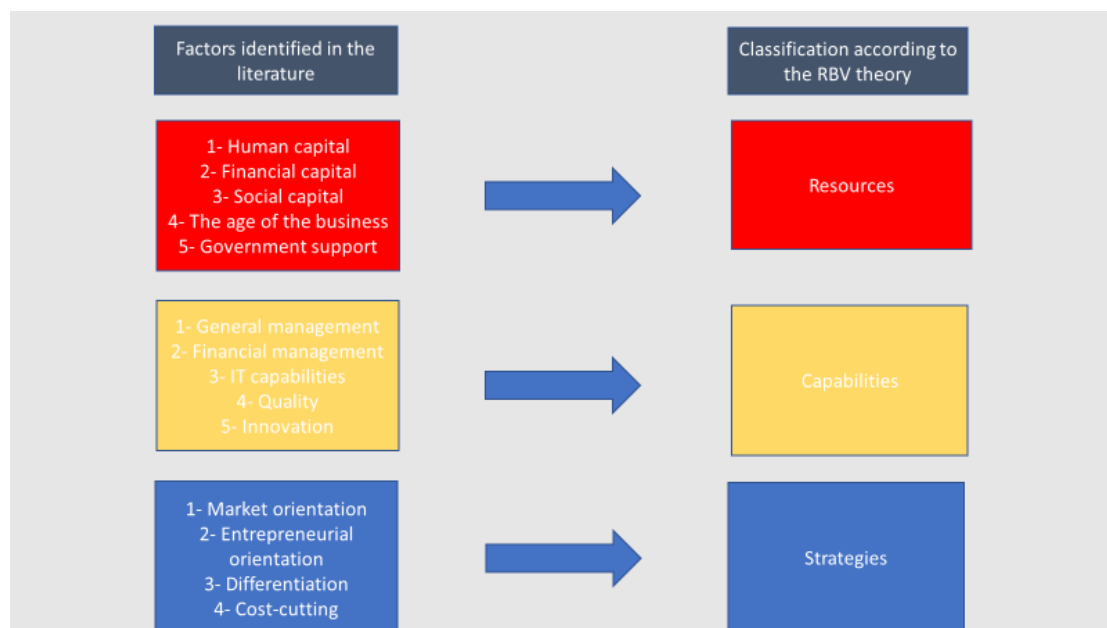 Factors identified in the
literature
Classification according to
the RBV theory
1- Human capital
2- Financial capital
3- Social capital
4- The age of the business
5- Government support
Resources
1- General management
2- Financial management
3- IT capabilities
4- Quality
5- Innovation
Capabilities
1- Market orientation
2- Entrepreneurial
orientation
3- Differentiation
4- Cost-cutting
Strategies